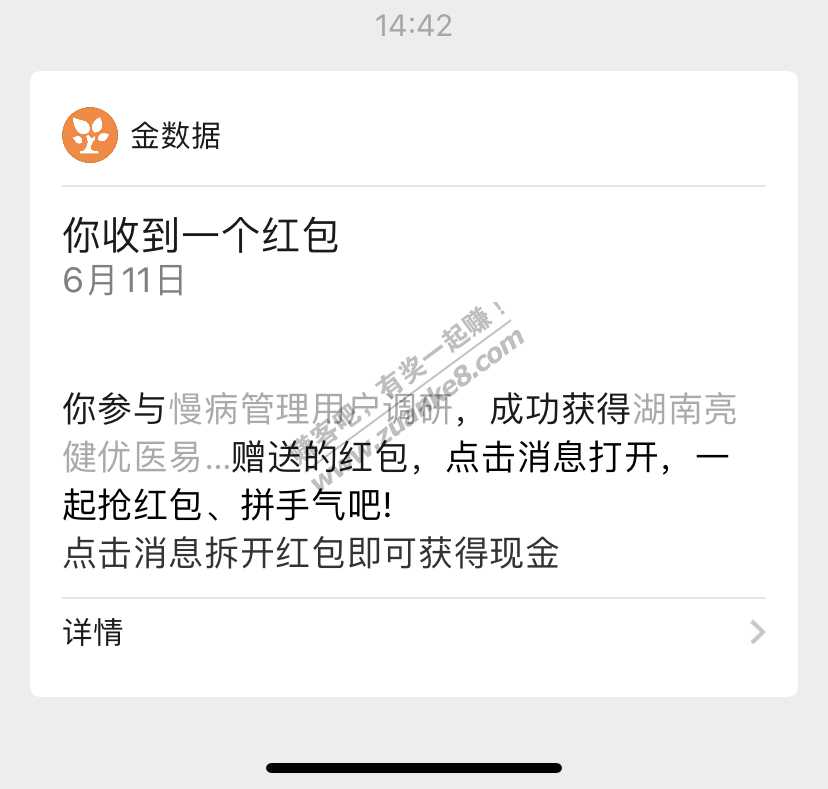 14:42
金数据
你收到一个红包
6月11日
赚客吧，有奖一起赚！
www.zuanke8.com
你参与慢病管理用户调研，成功获得湖南亮
健优医易...赠送的红包，点击消息打开，一
起抢红包、拼手气吧!
点击消息拆开红包即可获得现金
详情